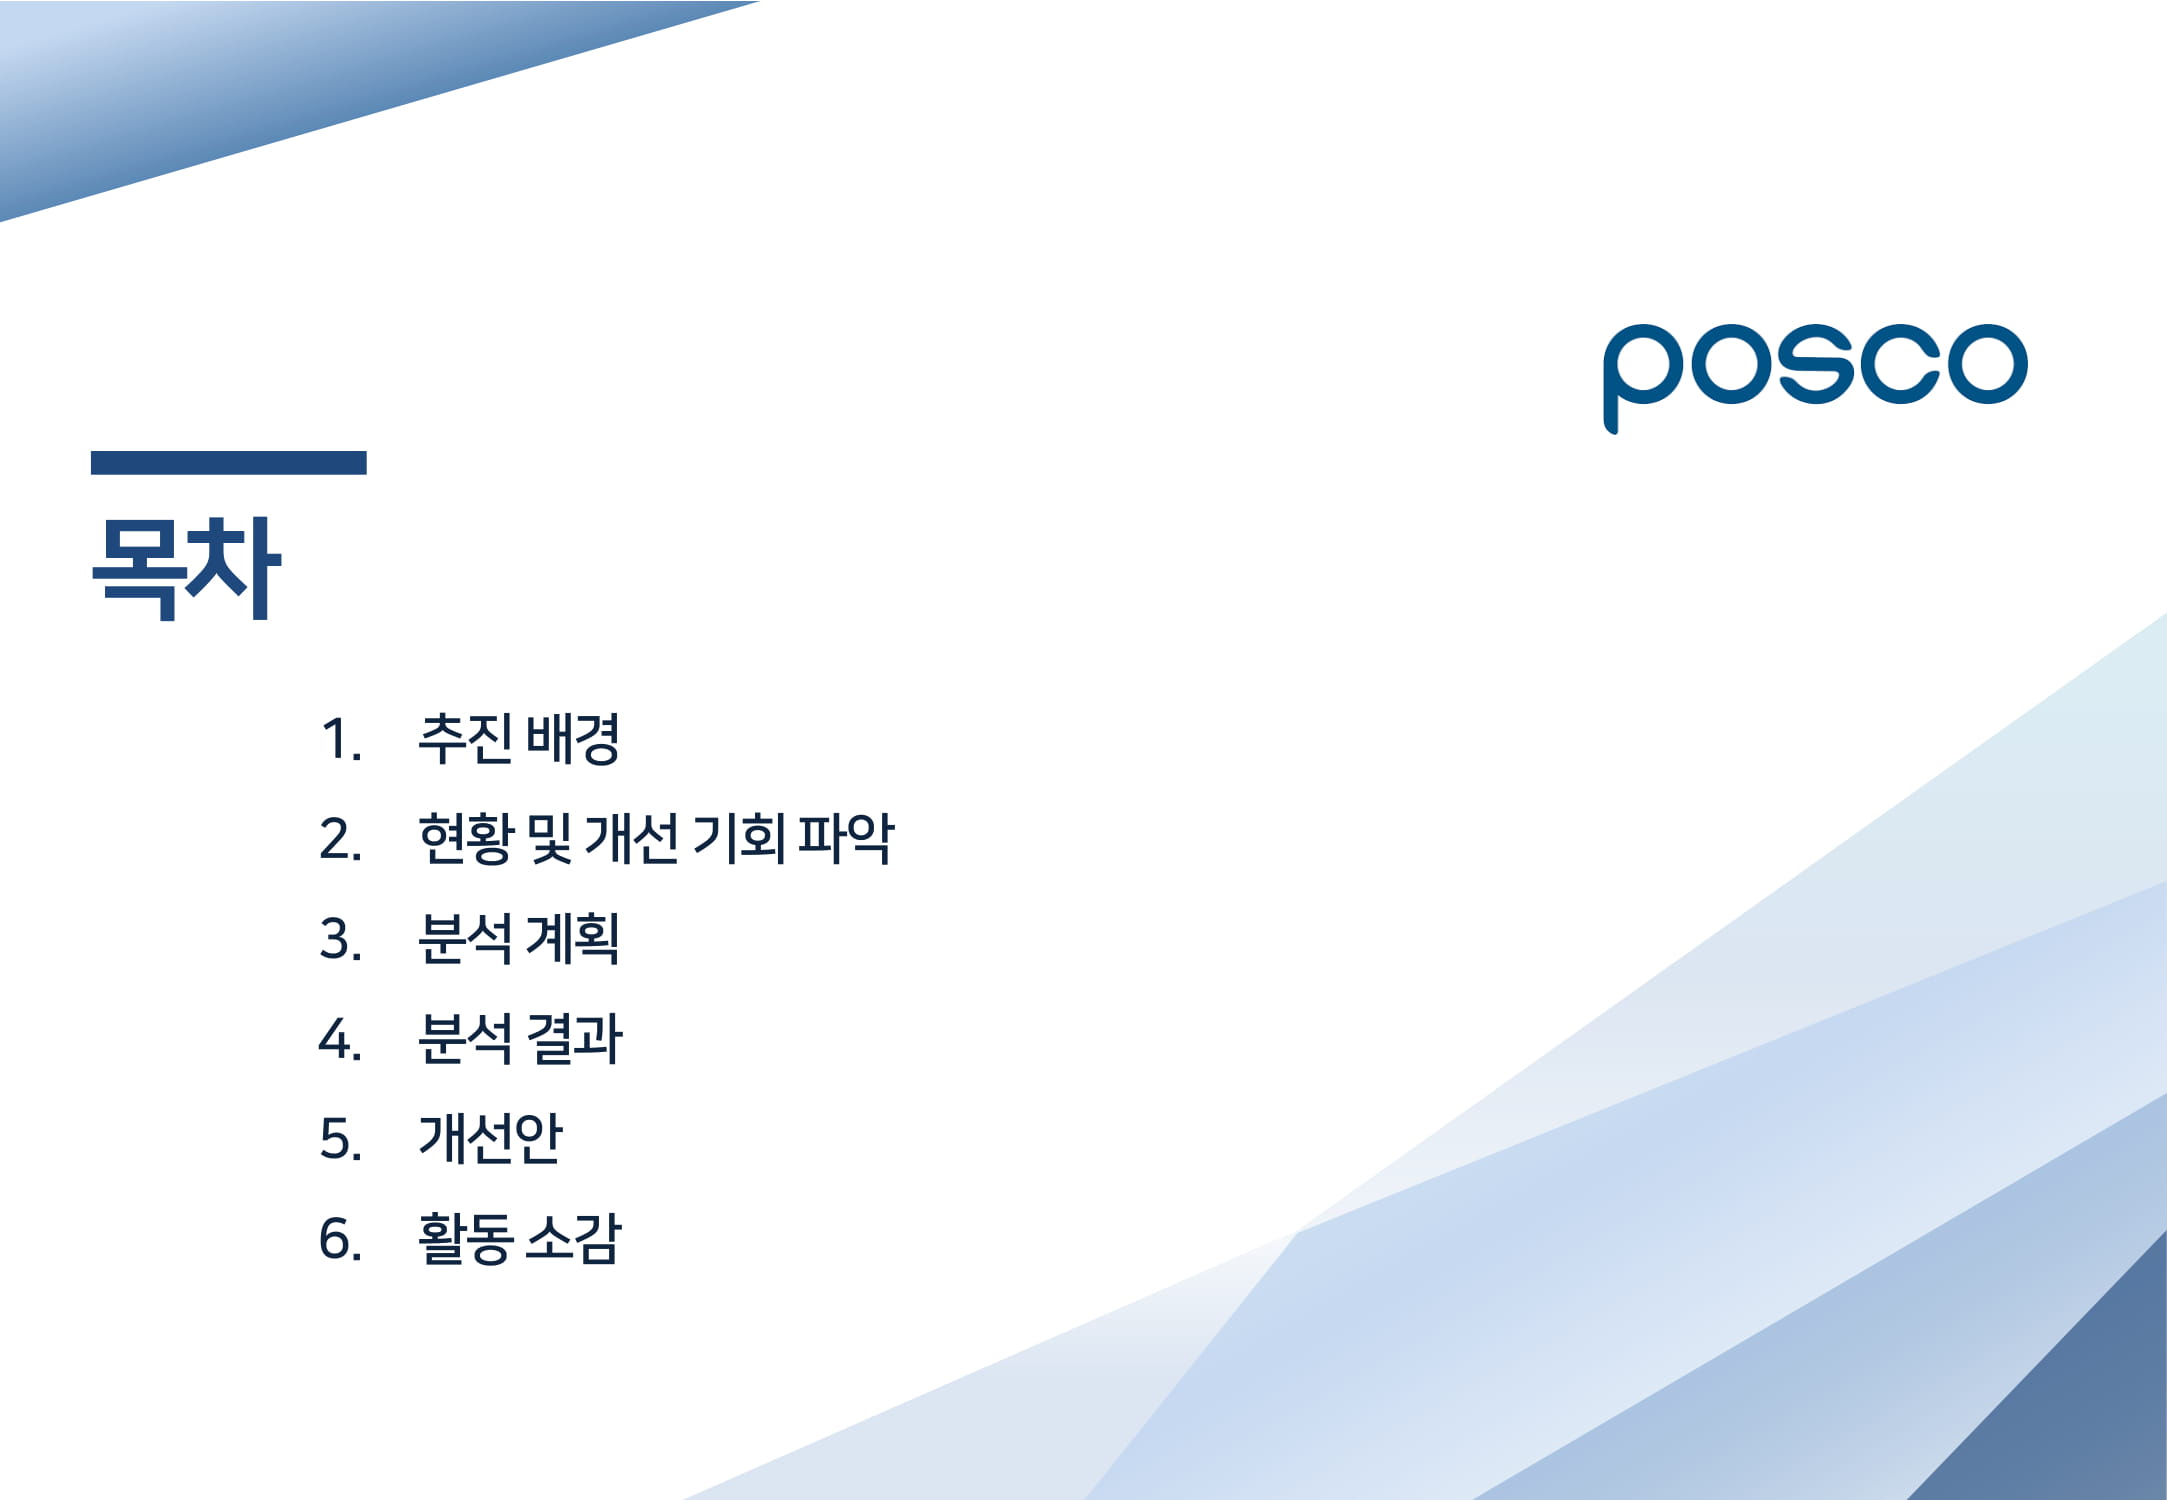 posco
목차
1. 추진 배경
2. 현황 및 개선 기회 파악
3. 분석 계획
4. 분석 결과
5. 개선안
6. 활동 소감